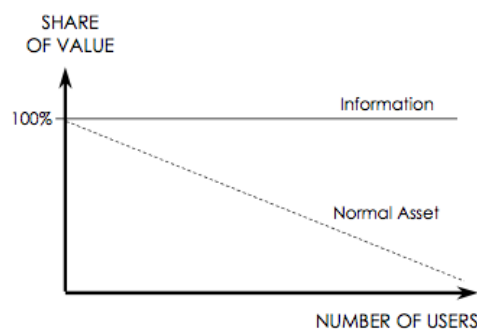 SHARE
OF VALUE
Information
100%
Normal Asset
NUMBER OF USERS